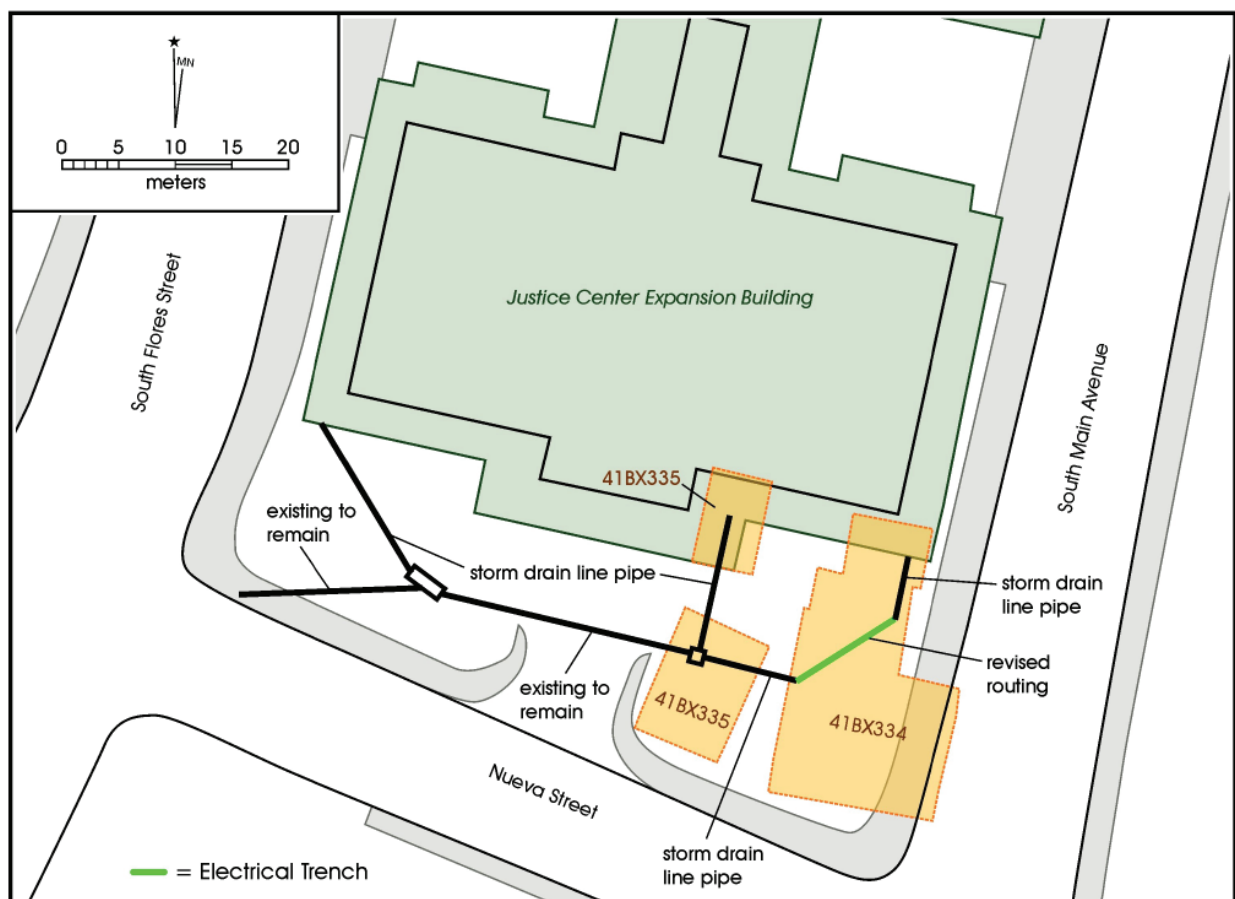 ★
MN
0 5 10 15 20
meters
South Flores Street
Justice Center Expansion Building
South Main Avenue
41BX335
existing to
remain
storm drain line pipe
storm drain
line pipe
revised
routing
existing to
remain
41BX335
41BX334
Nueva Street
storm drain
line pipe
= Electrical Trench